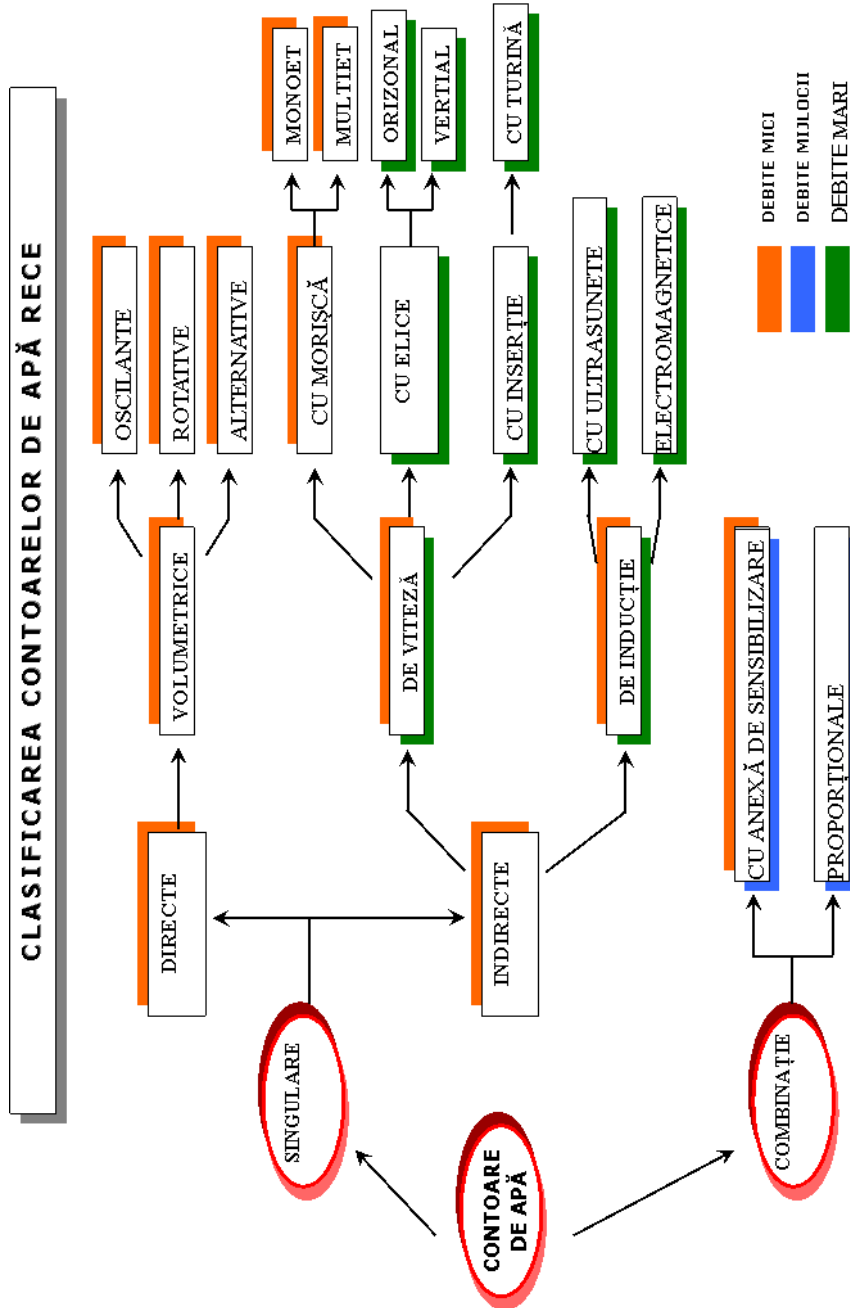 CLASIFICAREA CONTOARELOR DE APĂ RECE
CONTOARE
DE APĂ
SINGULARE
COMBINAȚIE
DIRECTE
INDIRECTE
VOLUMETRICE
DE VITEZĂ
DE INDUCȚIE
CU ANEXĂ DE SENSIBILIZARE
PROPORȚIONALE
OSCILANTE
ROTATIVE
ALTERNATIVE
CU MORIȘCĂ
CU ELICE
CU INSERȚIE
CU ULTRASUNETE
ELECTROMAGNETICE
MONOET
MULTIET
ORIZONAL
VERTIAL
CU TURINĂ
DEBITE MICI
DEBITE MIJLOCII
DEBITE MARI